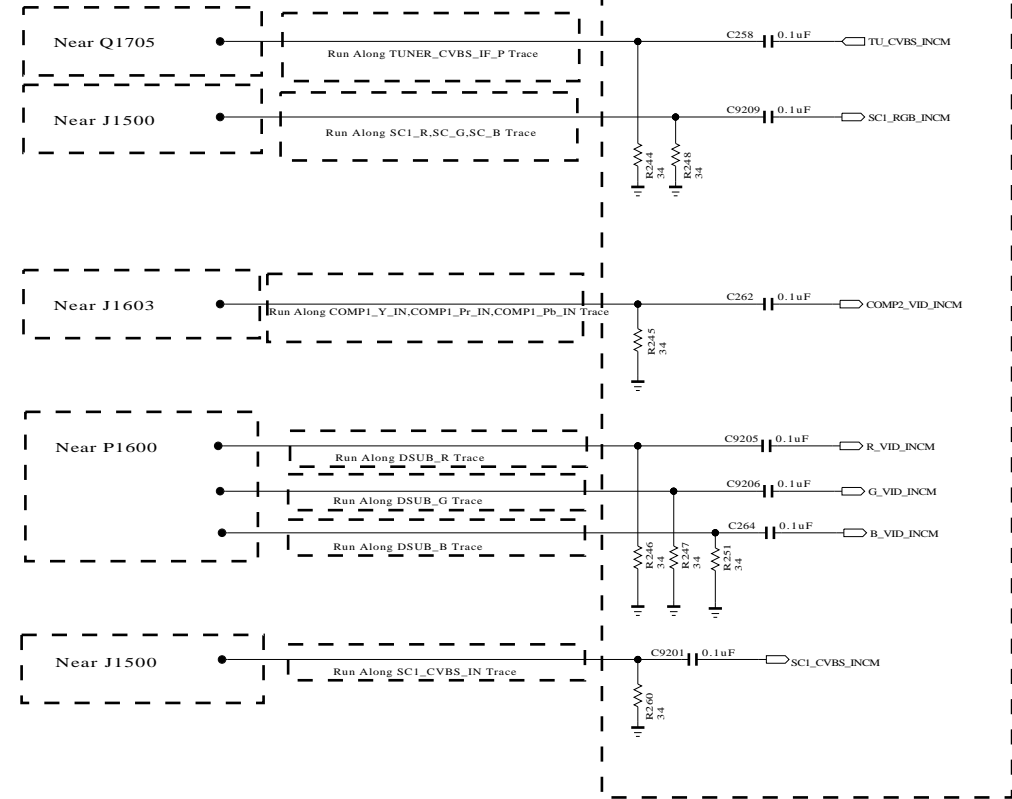 Near Q1705
Run Along TUNER_CVBS_IF_P Trace
C258
0.1uF
TU_CVBS_INCM
Near J1500
Run Along SC1_R,SC_G,SC_B Trace
C9209
0.1uF
SC1_RGB_INCM
R244
34
R248
34
Near J1603
Run Along COMP1_Y_IN,COMP1_Pr_IN,COMP1_Pb_IN Trace
C262
0.1uF
COMP2_VID_INCM
R245
34
Near P1600
Run Along DSUB_R Trace
C9205
0.1uF
R_VID_INCM
Run Along DSUB_G Trace
C9206
0.1uF
G_VID_INCM
Run Along DSUB_B Trace
C264
0.1uF
B_VID_INCM
R246
34
R247
34
R251
34
Near J1500
Run Along SC1_CVBS_IN Trace
C9201
0.1uF
SC1_CVBS_INCM
R260
34